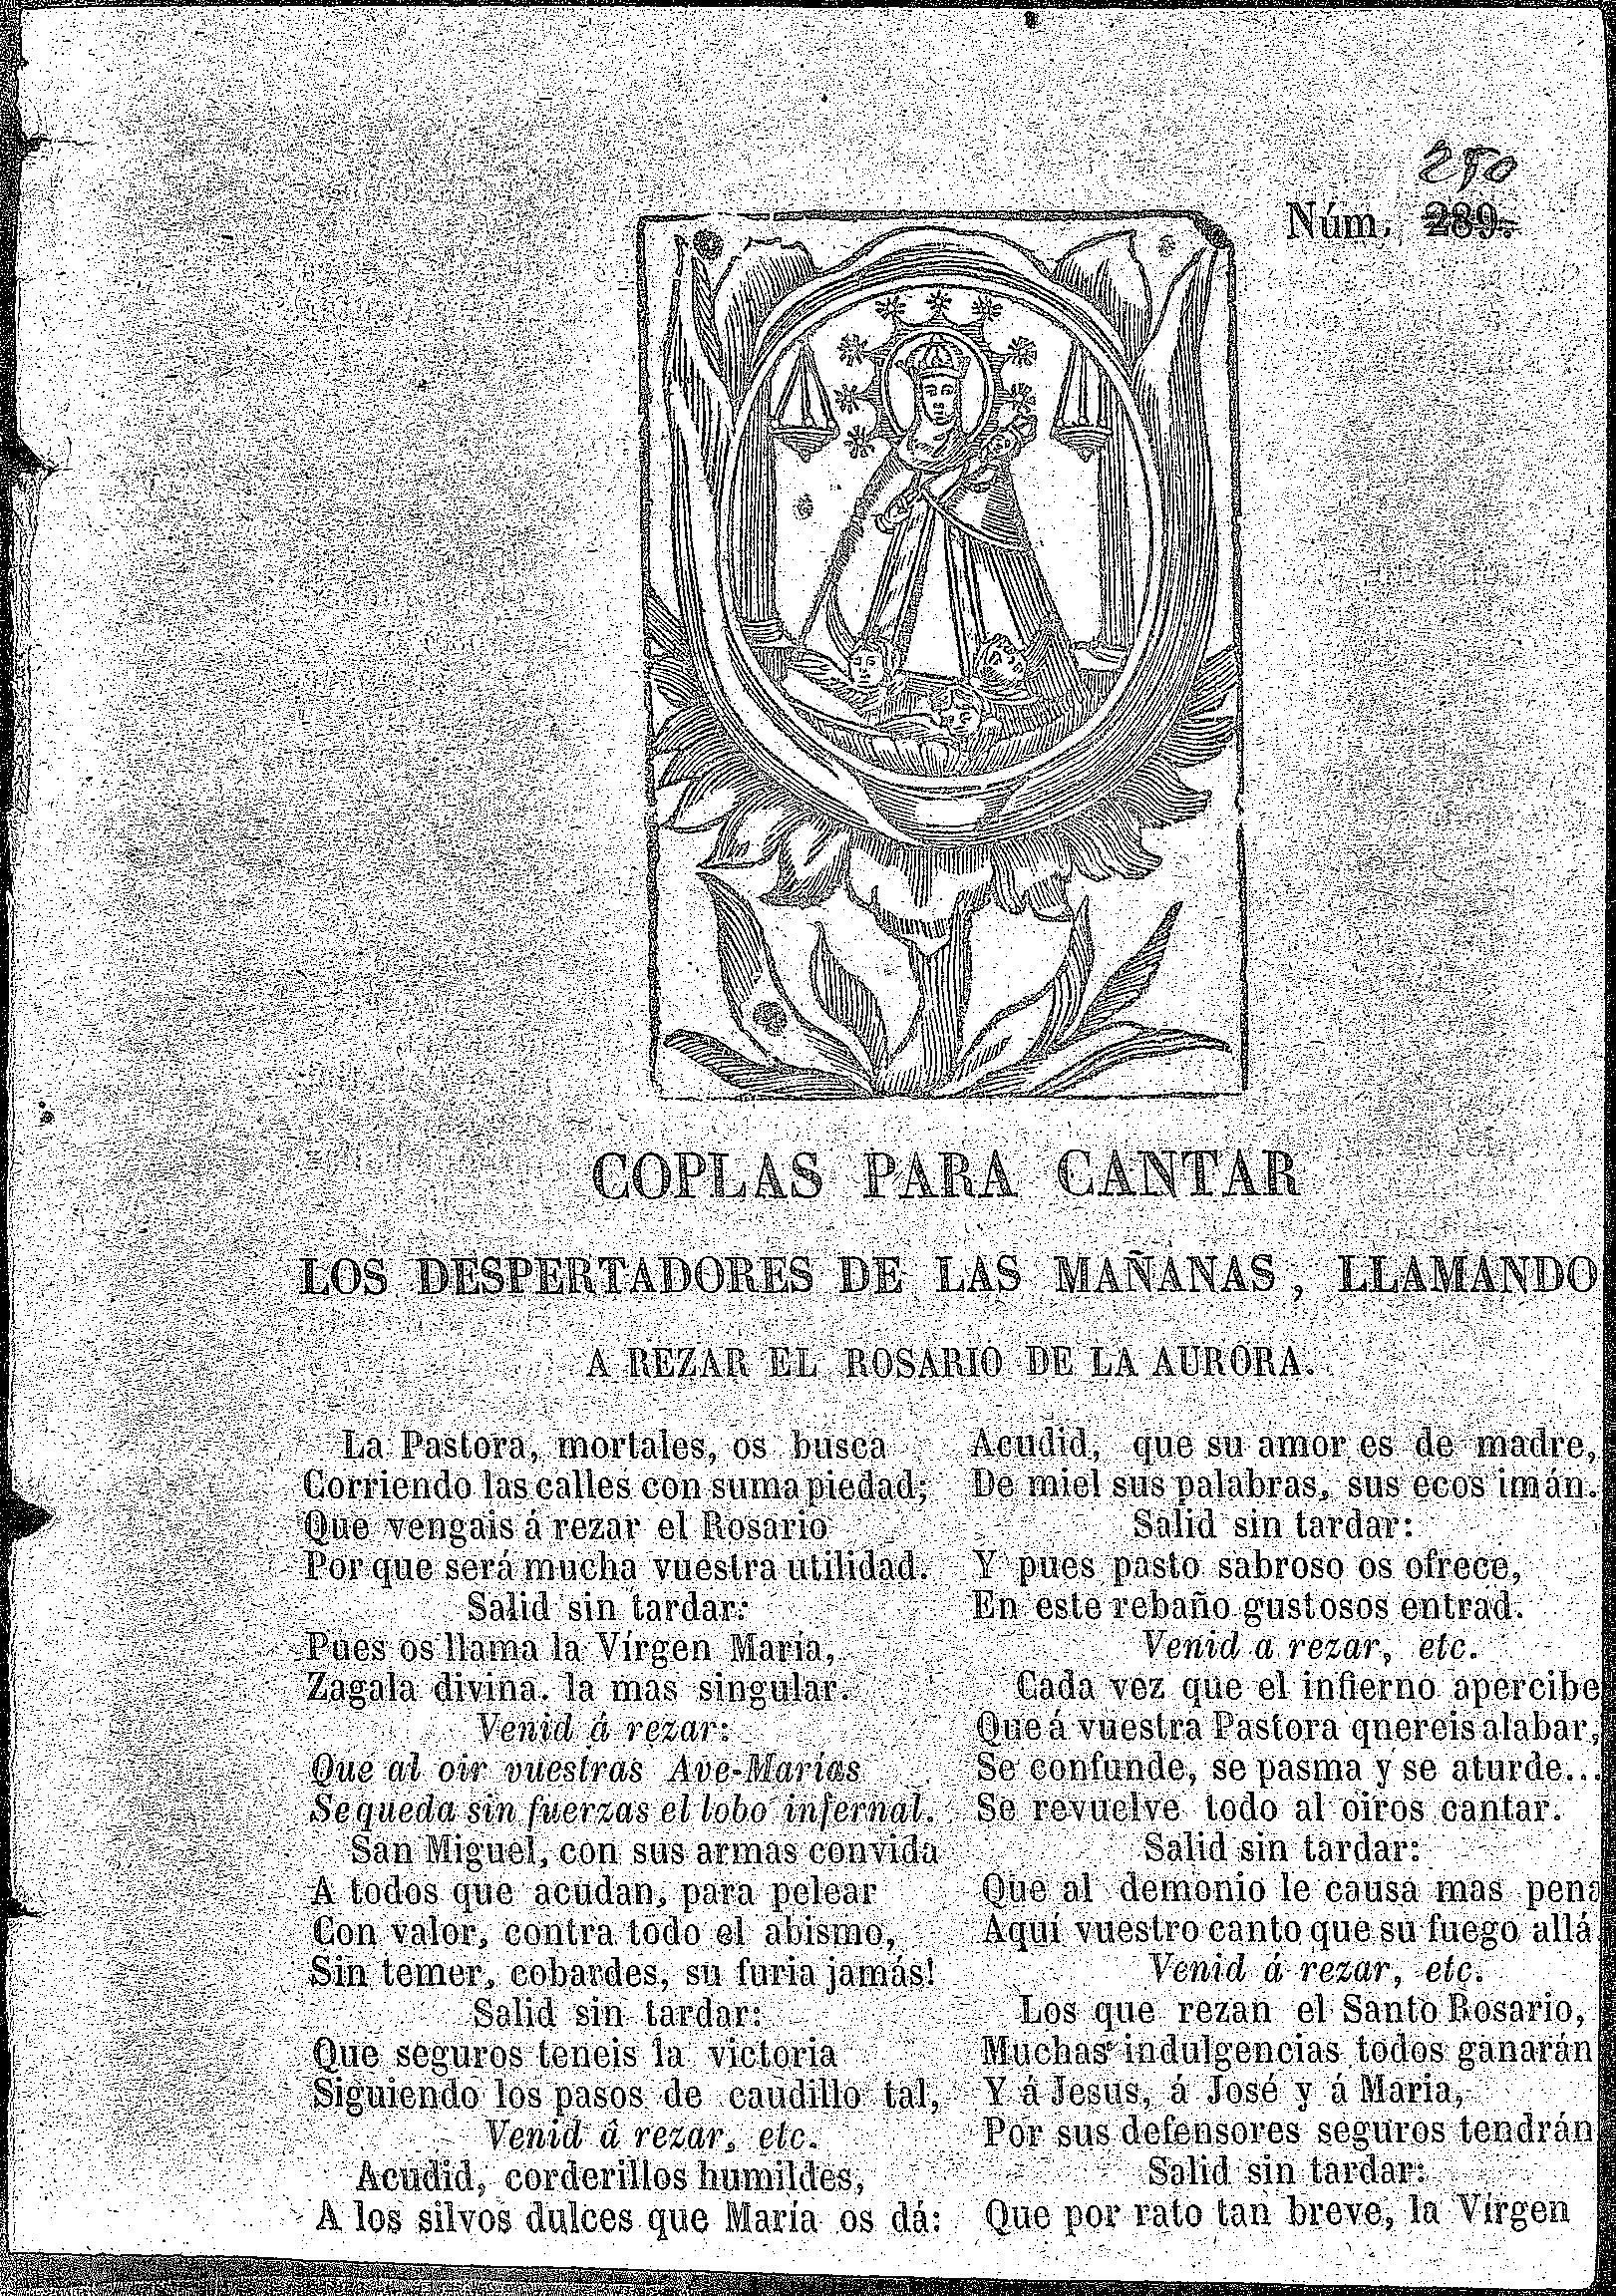 250
Núm. 289.
COPLAS PARA CANTAR
LOS DESPERTADORES DE LAS MAÑANAS, LLAMANDO
A REZAR EL ROSARIO DE LA AURORA.
La Pastora, mortales, os busca
Corriendo las calles con suma piedad;
Que vengais á rezar el Rosario
Por que será mucha vuestra utilidad.
Salid sin tardar:
Pues os llama la Vírgen María,
Zagala divina. la mas singular.
Venid á rezar:
Que al oir vuestras Ave-Marías
Se queda sin fuerzas el lobo infernal.
San Miguel, con sus armas convida
A todos que acudan, para pelear
Con valor, contra todo el abismo,
Sin temer, cobardes, su furia jamás!
Salid sin tardar:
Que seguros teneis la victoria
Siguiendo los pasos de caudillo tal,
Venid á rezar, etc.
Acudid, corderillos humildes,
A los silvos dulces que María os dá:
Acudid, que su amor es de madre,
De miel sus palabras, sus ecos imán.
Salid sin tardar:
Y pues pasto sabroso os ofrece,
En este rebaño gustosos entrad.
Venid a rezar, etc.
Cada vez que el infierno apercibe
Que á vuestra Pastora qnereis alabar,
Se confunde, se pasma y se aturde...
Se revuelve todo al oiros cantar.
Salid sin tardar:
Que al demonio le causa mas pena
Aquí vuestro canto que su fuego allá
Venid á rezar, etc.
Los que rezan el Santo Rosario,
Muchas indulgencias todos ganarán
Y á Jesus, á José y á Maria,
Por sus defensores seguros tendrán
Salid sin tardar:
Que por rato tan breve, la Vírgen